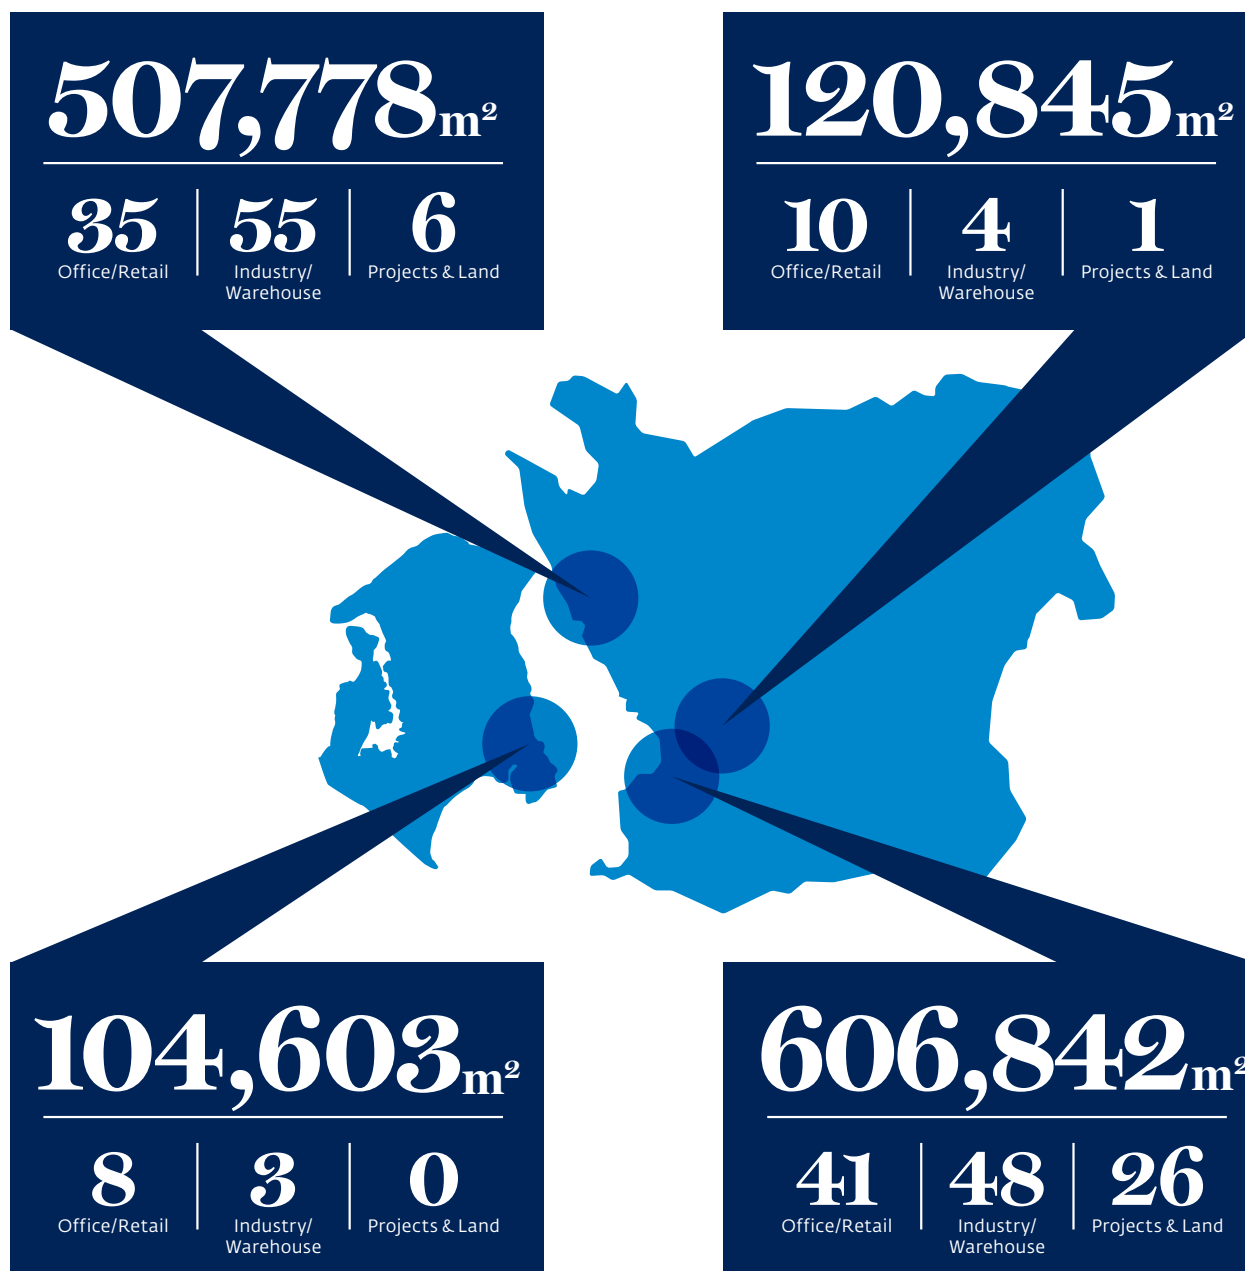 507,778m²
35 55 6
Office/Retail Industry/ Projects & Land
Warehouse
120,845m²
10 4 1
Office/Retail Industry/ Projects & Land
Warehouse
104,603m²
8 3 0
Office/Retail Industry/ Projects & Land
Warehouse
606,842m²
41 48 26
Office/Retail Industry/ Projects & Land
Warehouse